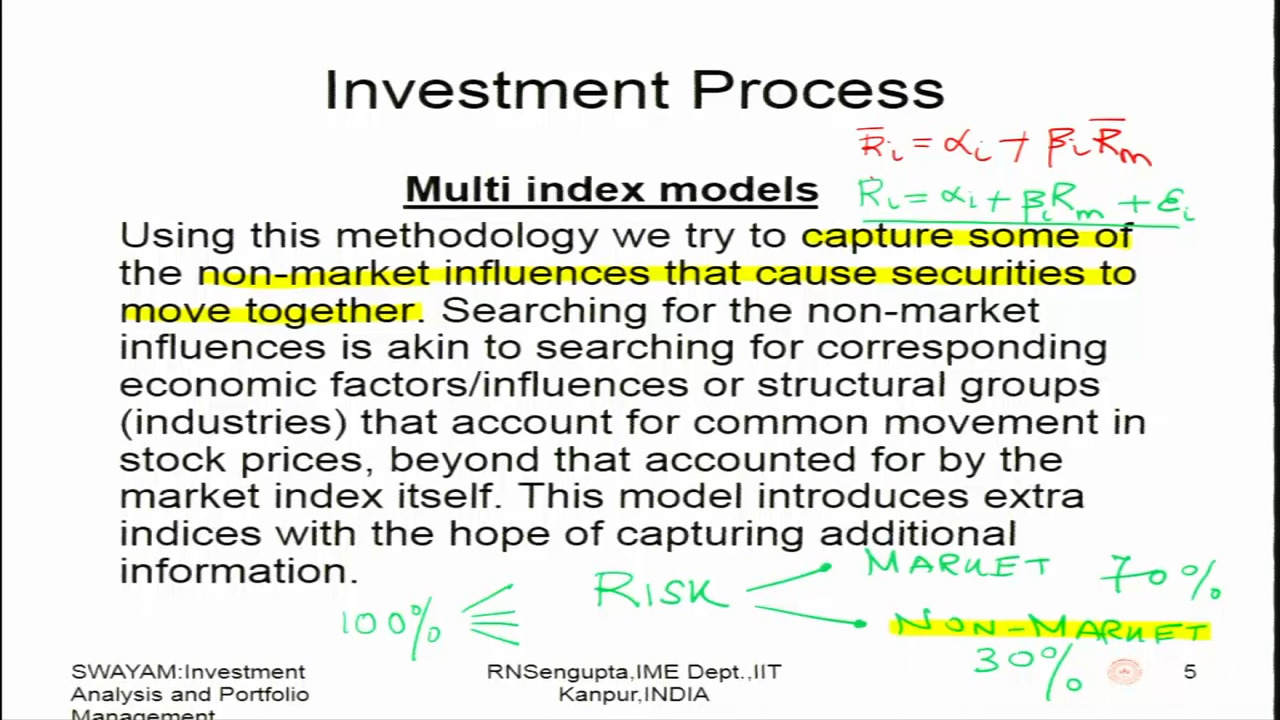 Investment Process
R̅i = αi + βi R̅m
Multi index models
Ri = αi + βi Rm + εi
Using this methodology we try to capture some of
the non-market influences that cause securities to
move together. Searching for the non-market
influences is akin to searching for corresponding
economic factors/influences or structural groups
(industries) that account for common movement in
stock prices, beyond that accounted for by the
market index itself. This model introduces extra
indices with the hope of capturing additional
information.
MARKET 70%
100% RISK
NON-MARKET
30%
SWAYAM:Investment
Analysis and Portfolio
Management
RNSengupta,IME Dept.,IIT
Kanpur,INDIA
5